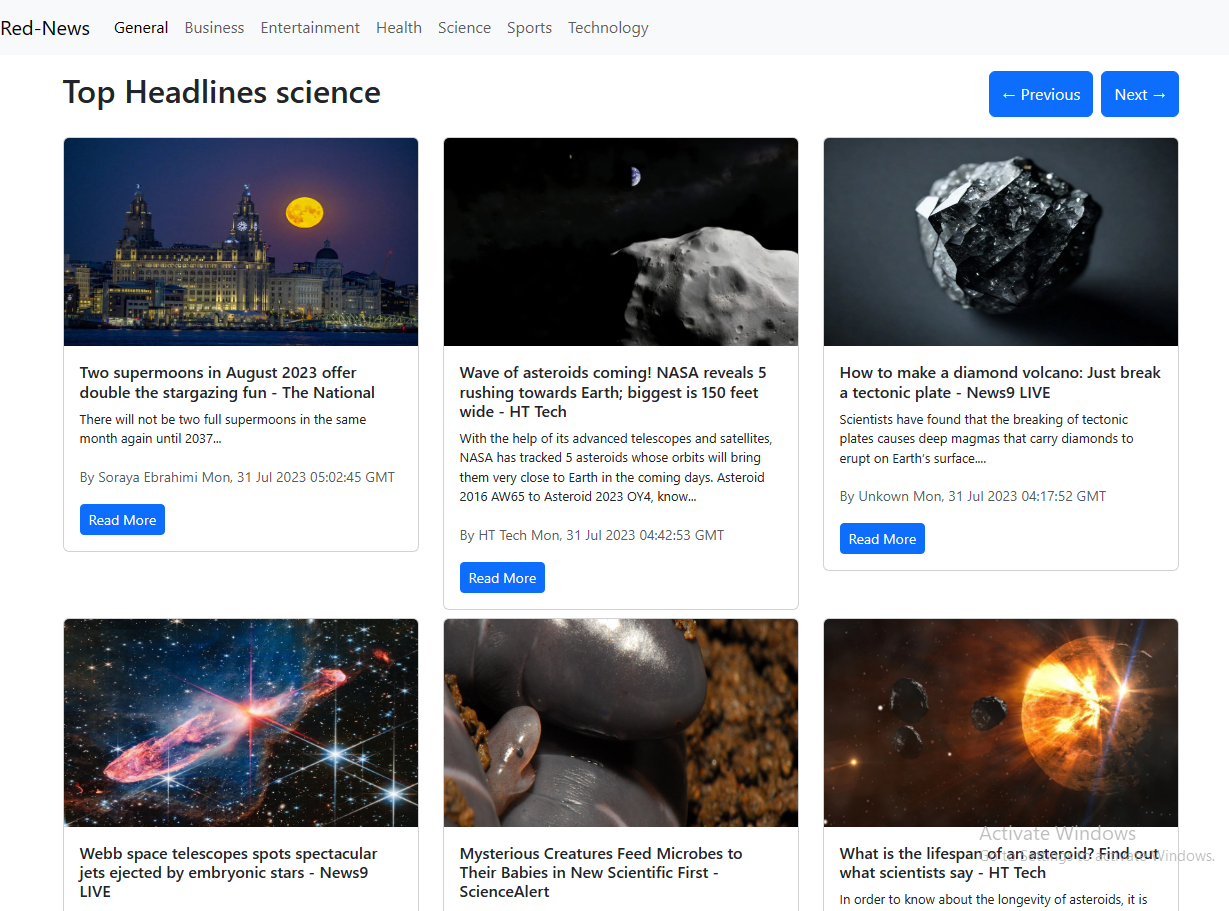 Red-News General Business Entertainment Health Science Sports Technology
Top Headlines science
← Previous Next →
Two supermoons in August 2023 offer
double the stargazing fun - The National
There will not be two full supermoons in the same
month again until 2037...
By Soraya Ebrahimi Mon, 31 Jul 2023 05:02:45 GMT
Read More
Wave of asteroids coming! NASA reveals 5
rushing towards Earth; biggest is 150 feet
wide - HT Tech
With the help of its advanced telescopes and satellites,
NASA has tracked 5 asteroids whose orbits will bring
them very close to Earth in the coming days. Asteroid
2016 AW65 to Asteroid 2023 OY4, know...
By HT Tech Mon, 31 Jul 2023 04:42:53 GMT
Read More
How to make a diamond volcano: Just break
a tectonic plate - News9 LIVE
Scientists have found that the breaking of tectonic
plates causes deep magmas that carry diamonds to
erupt on Earth's surface....
By Unkown Mon, 31 Jul 2023 04:17:52 GMT
Read More
Webb space telescopes spots spectacular
jets ejected by embryonic stars - News9
LIVE
Mysterious Creatures Feed Microbes to
Their Babies in New Scientific First -
ScienceAlert
What is the lifespan of an asteroid? Find out
what scientists say - HT Tech
In order to know about the longevity of asteroids, it is
Activate Windows
Go to Settings to activate Windows.